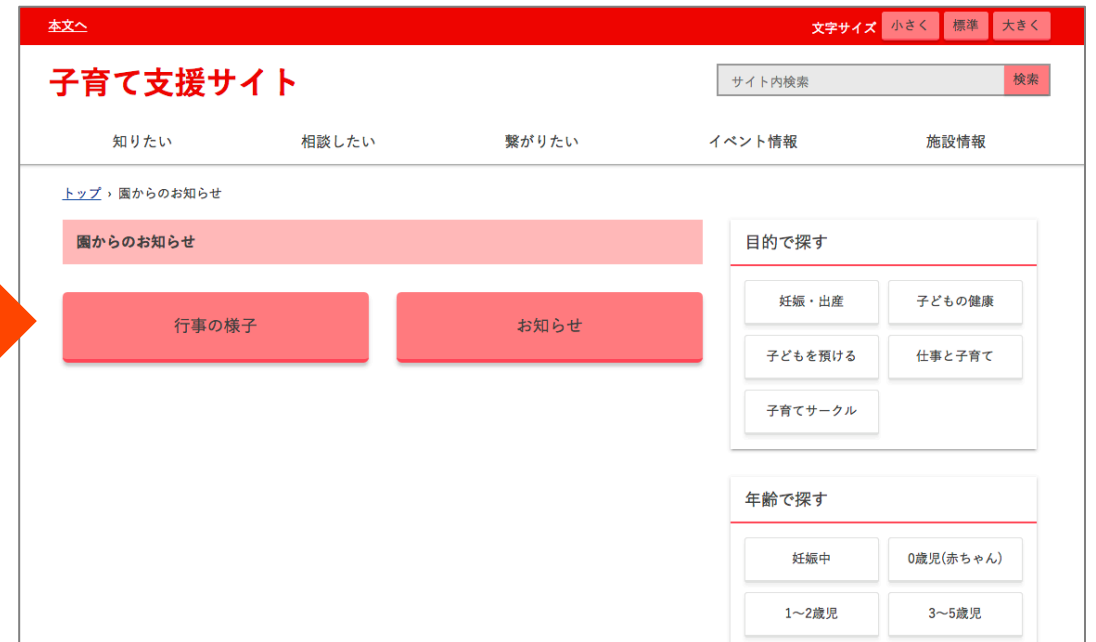 本文へ
文字サイズ 小さく 標準 大きく
子育て支援サイト
サイト内検索 検索
知りたい 相談したい 繋がりたい イベント情報 施設情報
トップ › 園からのお知らせ
園からのお知らせ
行事の様子 お知らせ
目的で探す
妊娠・出産 子どもの健康
子どもを預ける 仕事と子育て
子育てサークル
年齢で探す
妊娠中 0歳児(赤ちゃん)
1〜2歳児 3〜5歳児